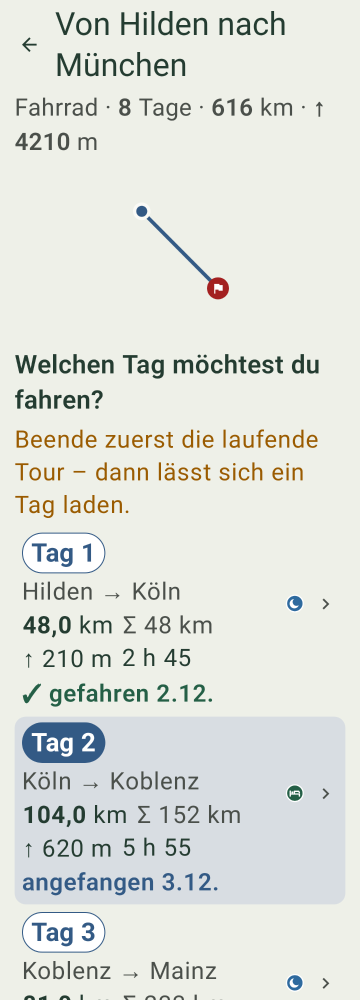 Von Hilden nach
München
Fahrrad · 8 Tage · 616 km · ↑
4210 m
Welchen Tag möchtest du
fahren?
Beende zuerst die laufende
Tour – dann lässt sich ein
Tag laden.
Tag 1
Hilden → Köln
48,0 km Σ 48 km
↑ 210 m 2 h 45
✓ gefahren 2.12.
Tag 2
Köln → Koblenz
104,0 km Σ 152 km
↑ 620 m 5 h 55
angefangen 3.12.
Tag 3
Koblenz → Mainz